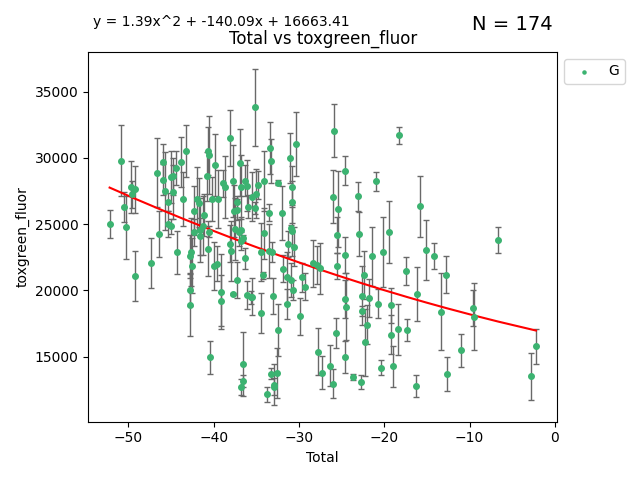 y = 1.39x^2 + -140.09x + 16663.41
N = 174
Total vs toxgreen_fluor
G
35000
30000
25000
20000
15000
toxgreen_fluor
−50
−40
−30
−20
−10
0
Total